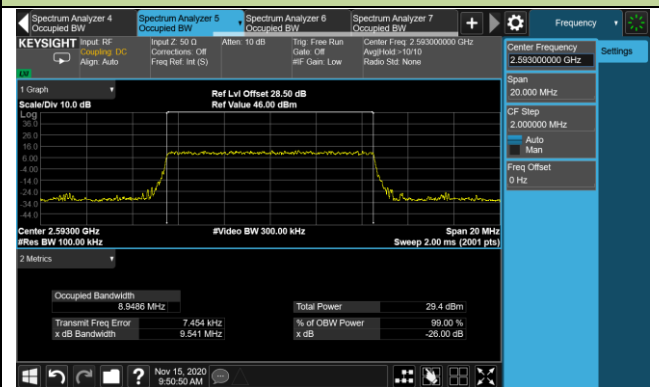 Spectrum Analyzer 4
Occupied BW
Spectrum Analyzer 5
Occupied BW
Spectrum Analyzer 6
Occupied BW
Spectrum Analyzer 7
Occupied BW
Frequency
KEYSIGHT
Input: RF
Coupling: DC
Align: Auto
Input Z: 50 Ω
Corrections: Off
Freq Ref: Int (S)
Atten: 10 dB
Trig: Free Run
Gate: Off
#IF Gain: Low
Center Freq: 2.593000000 GHz
Avg|Hold:>10/10
Radio Std: None
Center Frequency
2.593000000 GHz
Settings
Span
20.000 MHz
CF Step
2.000000 MHz
Auto
Man
Freq Offset
0 Hz
1 Graph
Scale/Div 10.0 dB
Ref Lvl Offset 28.50 dB
Ref Value 46.00 dBm
Log
36.0
26.0
16.0
6.00
-4.00
-14.0
-24.0
-34.0
-44.0
Center 2.59300 GHz
#Res BW 100.00 kHz
#Video BW 300.00 kHz
Span 20 MHz
Sweep 2.00 ms (2001 pts)
2 Metrics
Occupied Bandwidth
8.9486 MHz
Total Power 29.4 dBm
Transmit Freq Error 7.454 kHz
% of OBW Power 99.00 %
x dB Bandwidth 9.541 MHz
x dB -26.00 dB
Nov 15, 2020
9:50:50 AM